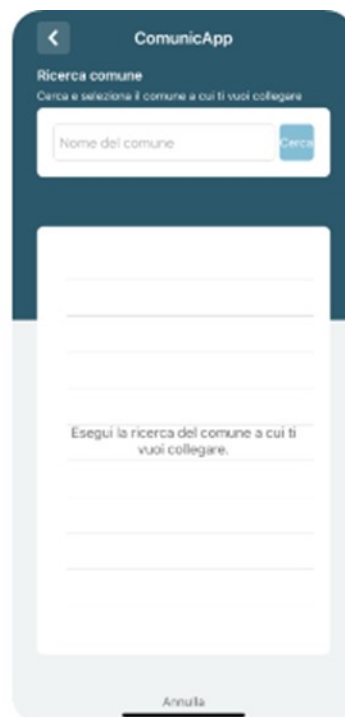 ComunicApp
Ricerca comune
Cerca e seleziona il comune a cui ti vuoi collegare
Nome del comune
Cerca
Esegui la ricerca del comune a cui ti
vuoi collegare.
Annulla